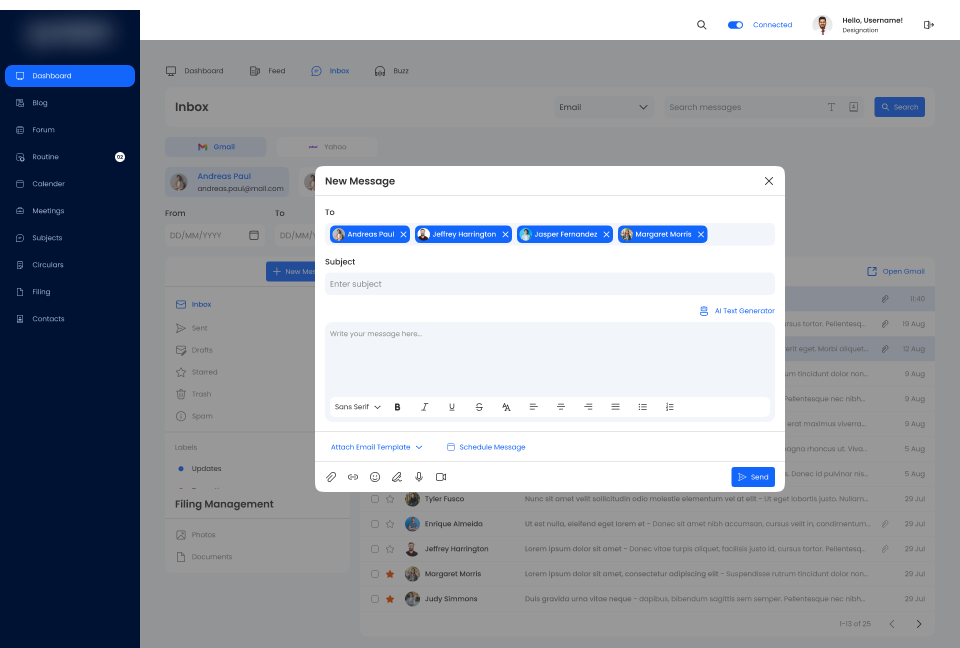 Connected
Hello, Username!
Designation
Dashboard
Blog
Forum
Routine 02
Calender
Meetings
Subjects
Circulars
Filing
Contacts
Dashboard Feed Inbox Buzz
Inbox
Email
Search messages
Search
Gmail
Yahoo
Andreas Paul
andreas.paul@mail.com
From
To
DD/MM/YYYY
DD/MM/
+ New Mes
Open Gmail
Inbox
Sent
Drafts
Starred
Trash
Spam
Labels
Updates
Filing Management
Photos
Documents
New Message
To
Andreas Paul
Jeffrey Harrington
Jasper Fernandez
Margaret Morris
Subject
Enter subject
AI Text Generator
Write your message here...
Sans Serif B I U S
Attach Email Template
Schedule Message
Send
11:40
rsus tortor. Pellentesq... 19 Aug
erit eget. Morbi aliquet... 12 Aug
um tincidunt dolor non... 9 Aug
Pellentesque nec nibh... 9 Aug
erat maximus viverra... 9 Aug
agna rhoncus ut. Viva... 5 Aug
. Donec id pulvinar nis... 5 Aug
Tyler Fusco Nunc sit amet velit sollicitudin odio molestie elementum vel at elit - Ut eget lobortis justo. Nullam... 29 Jul
Enrique Almeida Ut est nulla, eleifend eget lorem et - Donec sit amet nibh accumsan, cursus velit in, condimentum... 29 Jul
Jeffrey Harrington Lorem ipsum dolor sit amet - Donec vitae turpis aliquet, facilisis justo id, cursus tortor. Pellentesq... 29 Jul
Margaret Morris Lorem ipsum dolor sit amet, consectetur adipiscing elit - Suspendisse rutrum tincidunt dolor non... 29 Jul
Judy Simmons Duis gravida urna vitae neque - dapibus, bibendum sagittis sem semper. Pellentesque nec nibh... 29 Jul
1-13 of 25